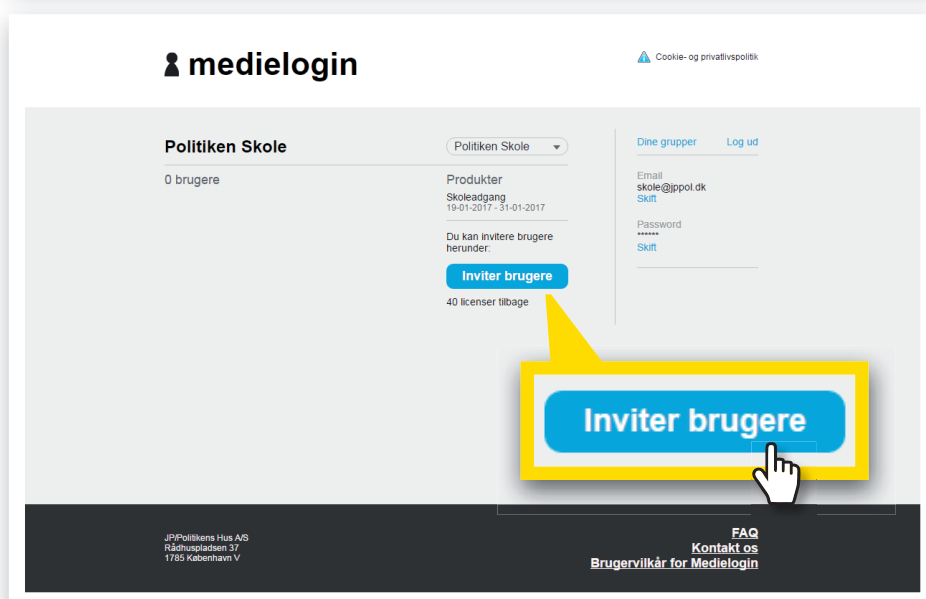 medielogin
Cookie- og privatlivspolitik
Politiken Skole
0 brugere
Politiken Skole
Produkter
Skoleadgang
19-01-2017 - 31-01-2017
Du kan invitere brugere
herunder:
Inviter brugere
40 licenser tilbage
Dine grupper Log ud
Email
skole@jppol.dk
Skift
Password
******
Skift
Inviter brugere
JP/Politikens Hus A/S
Rådhuspladsen 37
1785 København V
FAQ
Kontakt os
Brugervilkår for Medielogin